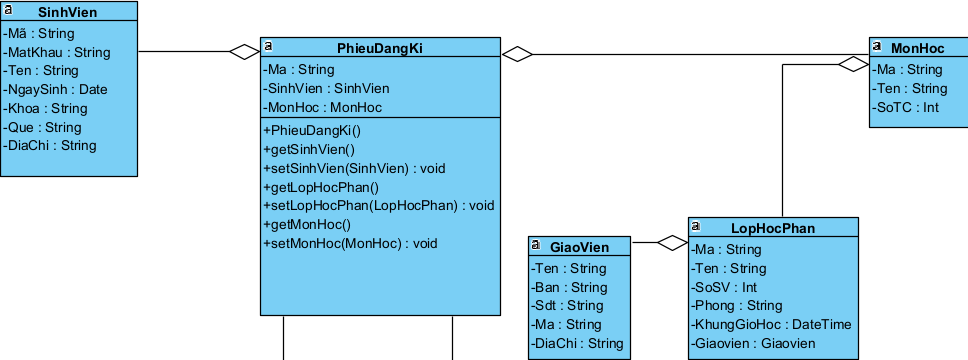 a
SinhVien
-Mã : String
-MatKhau : String
-Ten : String
-NgaySinh : Date
-Khoa : String
-Que : String
-DiaChi : String
a
PhieuDangKi
-Ma : String
-SinhVien : SinhVien
-MonHoc : MonHoc
+PhieuDangKi()
+getSinhVien()
+setSinhVien(SinhVien) : void
+getLopHocPhan()
+setLopHocPhan(LopHocPhan) : void
+getMonHoc()
+setMonHoc(MonHoc) : void
a
MonHoc
-Ma : String
-Ten : String
-SoTC : Int
a
GiaoVien
-Ten : String
-Ban : String
-Sdt : String
-Ma : String
-DiaChi : String
a
LopHocPhan
-Ma : String
-Ten : String
-SoSV : Int
-Phong : String
-KhungGioHoc : DateTime
-Giaovien : Giaovien